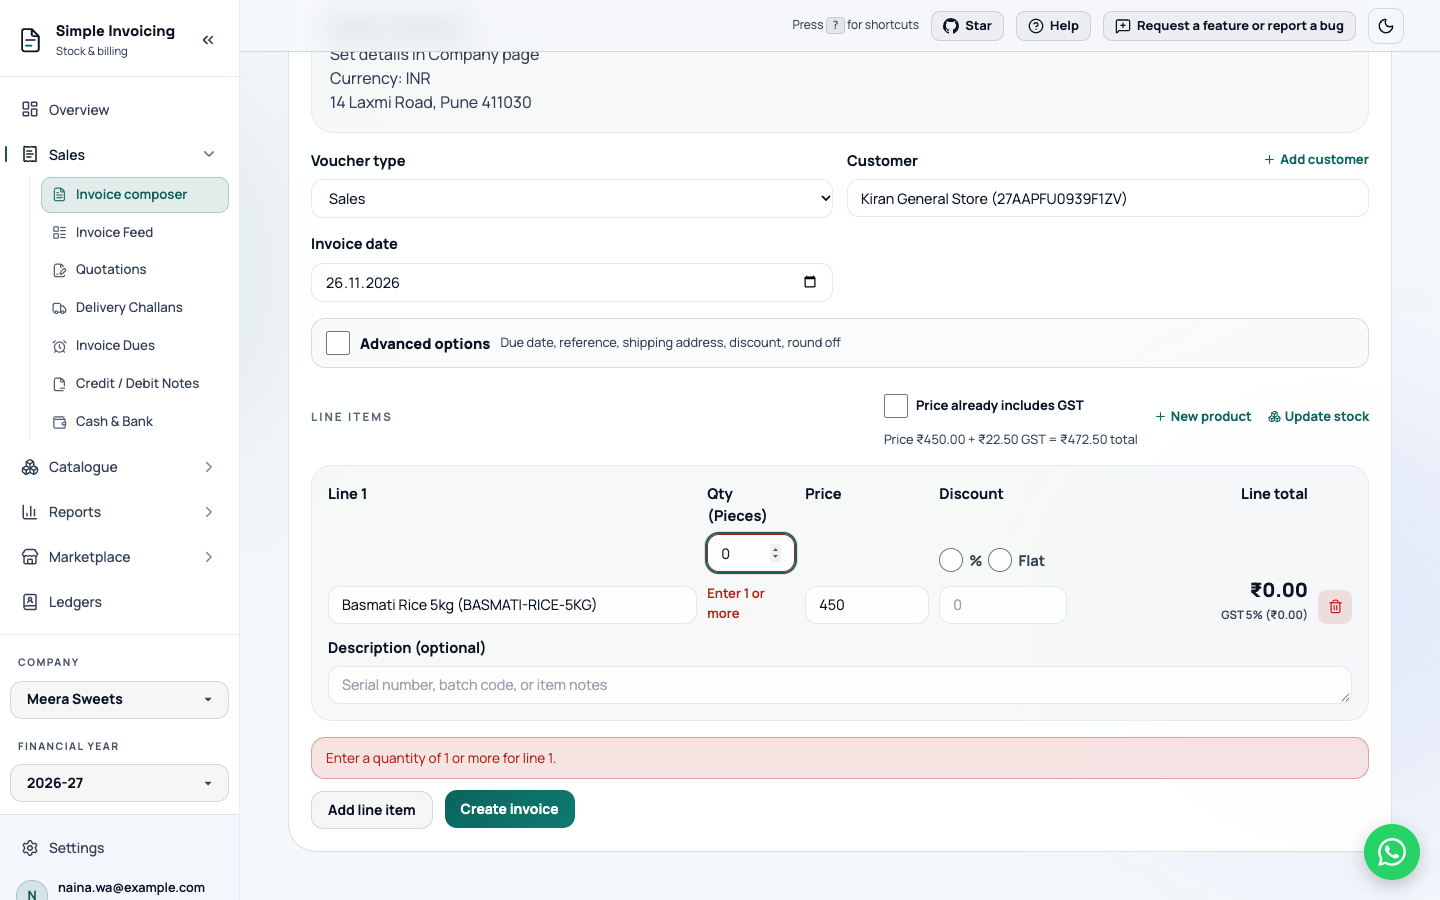 Simple Invoicing
Stock & billing
Press ? for shortcuts
Star
Help
Request a feature or report a bug
Overview
Sales
Invoice composer
Invoice Feed
Quotations
Delivery Challans
Invoice Dues
Credit / Debit Notes
Cash & Bank
Catalogue
Reports
Marketplace
Ledgers
COMPANY
Meera Sweets
FINANCIAL YEAR
2026-27
Settings
N
naina.wa@example.com
Set details in Company page
Currency: INR
14 Laxmi Road, Pune 411030
Voucher type
Sales
Customer
+ Add customer
Kiran General Store (27AAPFU0939F1ZV)
Invoice date
26.11.2026
Advanced options Due date, reference, shipping address, discount, round off
LINE ITEMS
Price already includes GST
Price ₹450.00 + ₹22.50 GST = ₹472.50 total
+ New product
Update stock
Line 1
Qty
(Pieces)
Price
Discount
Line total
0
% Flat
Basmati Rice 5kg (BASMATI-RICE-5KG)
Enter 1 or
more
450
0
₹0.00
GST 5% (₹0.00)
Description (optional)
Serial number, batch code, or item notes
Enter a quantity of 1 or more for line 1.
Add line item
Create invoice